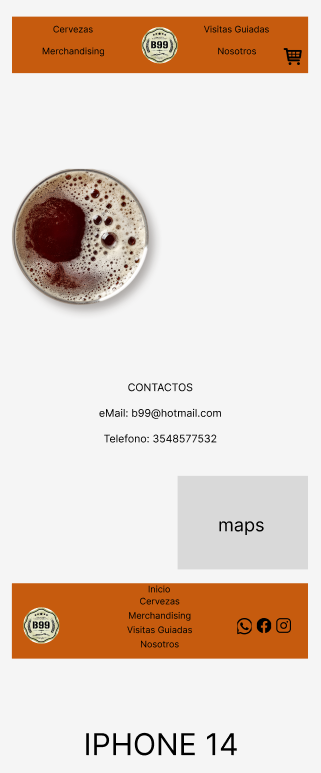 Cervezas
Visitas Guiadas
B99
Merchandising
Nosotros
CONTACTOS
eMail: b99@hotmail.com
Telefono: 3548577532
maps
Inicio
Cervezas
Merchandising
B99
Visitas Guiadas
Nosotros
IPHONE 14